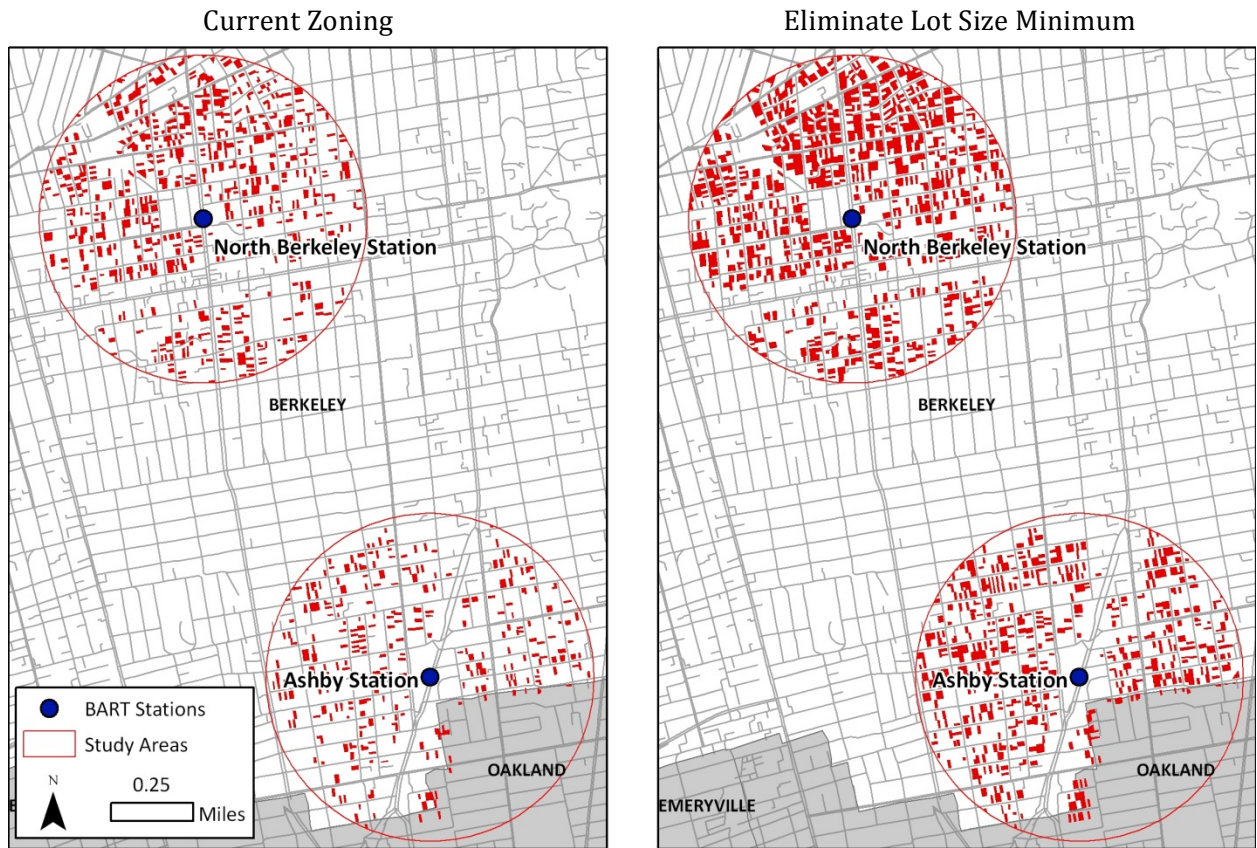 Current Zoning
North Berkeley Station
BERKELEY
Ashby Station
OAKLAND
BART Stations
Study Areas
N
0.25
Miles
E
Eliminate Lot Size Minimum
North Berkeley Station
BERKELEY
Ashby Station
OAKLAND
EMERYVILLE